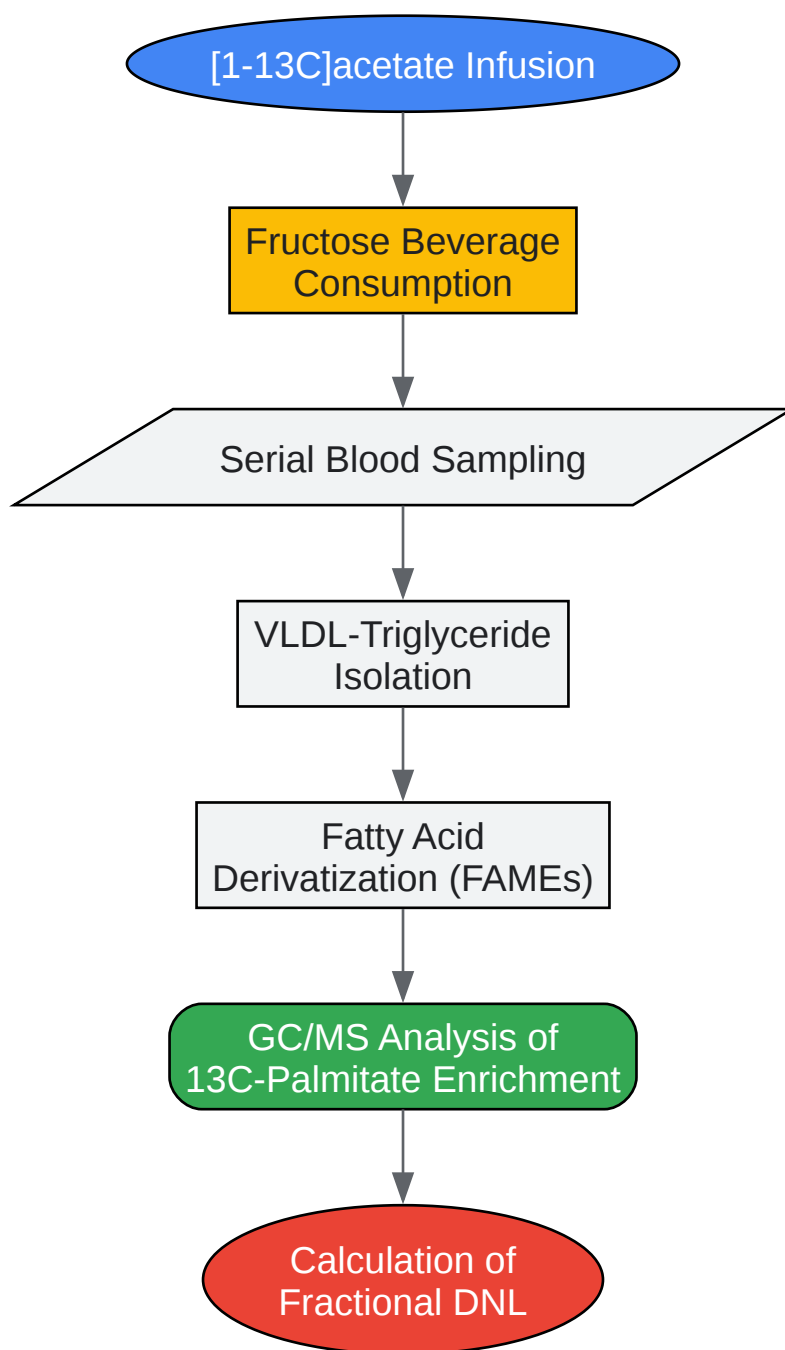 [1-13C]acetate Infusion
Fructose Beverage
Consumption
Serial Blood Sampling
VLDL-Triglyceride
Isolation
Fatty Acid
Derivatization (FAMEs)
GC/MS Analysis of
13C-Palmitate Enrichment
Calculation of
Fractional DNL